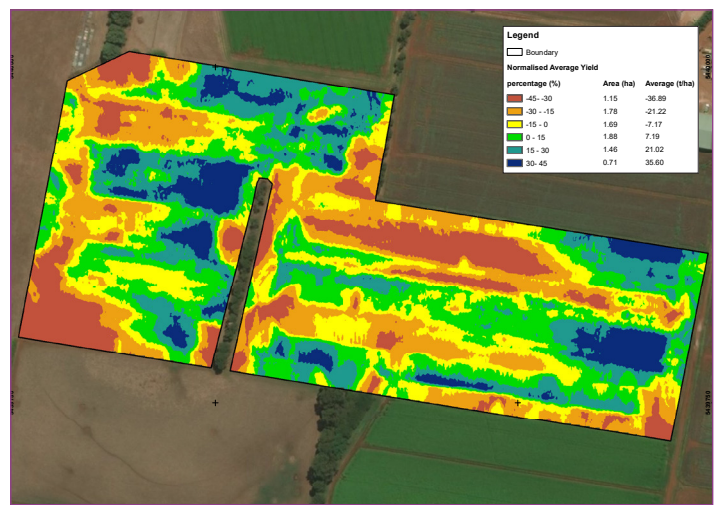 Legend
Boundary
Normalised Average Yield
percentage (%) Area (ha) Average (t/ha)
-45- -30 1.15 -36.89
-30 - -15 1.78 -21.22
-15 - 0 1.69 -7.17
0 - 15 1.88 7.19
15 - 30 1.46 21.02
30- 45 0.71 35.60